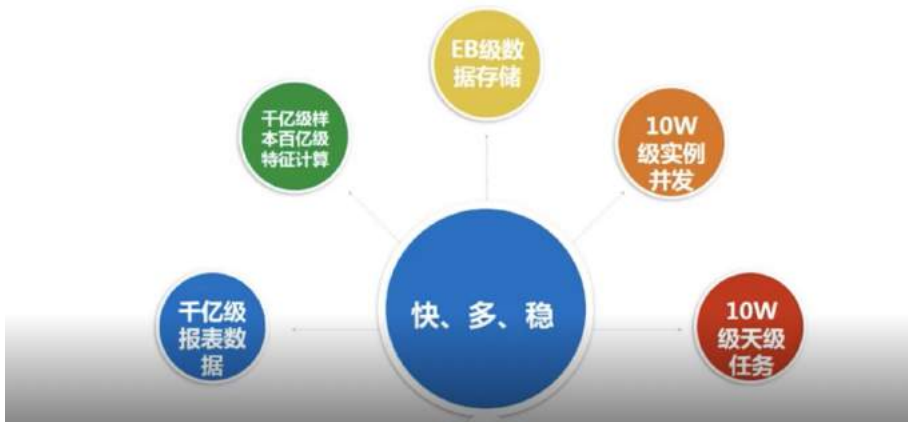 EB级数
据存储
千亿级样
本百亿级
特征计算
10W
级实例
并发
快、多、稳
千亿级
报表数
据
10W
级天级
任务